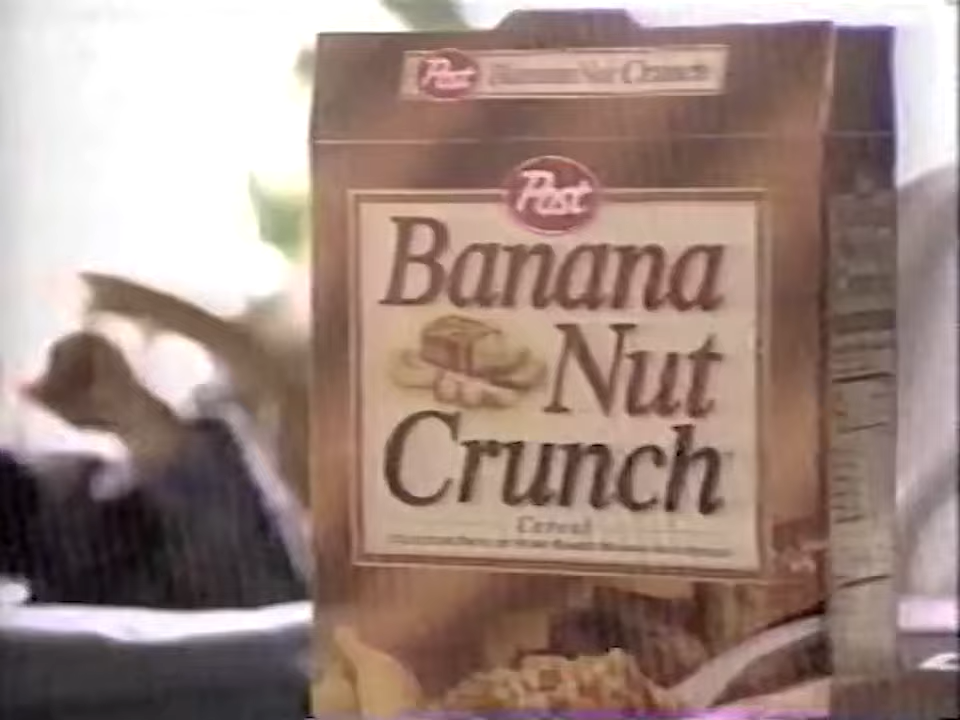 Post Banana Nut Crunch
Post
Banana
Nut
Crunch
Cereal